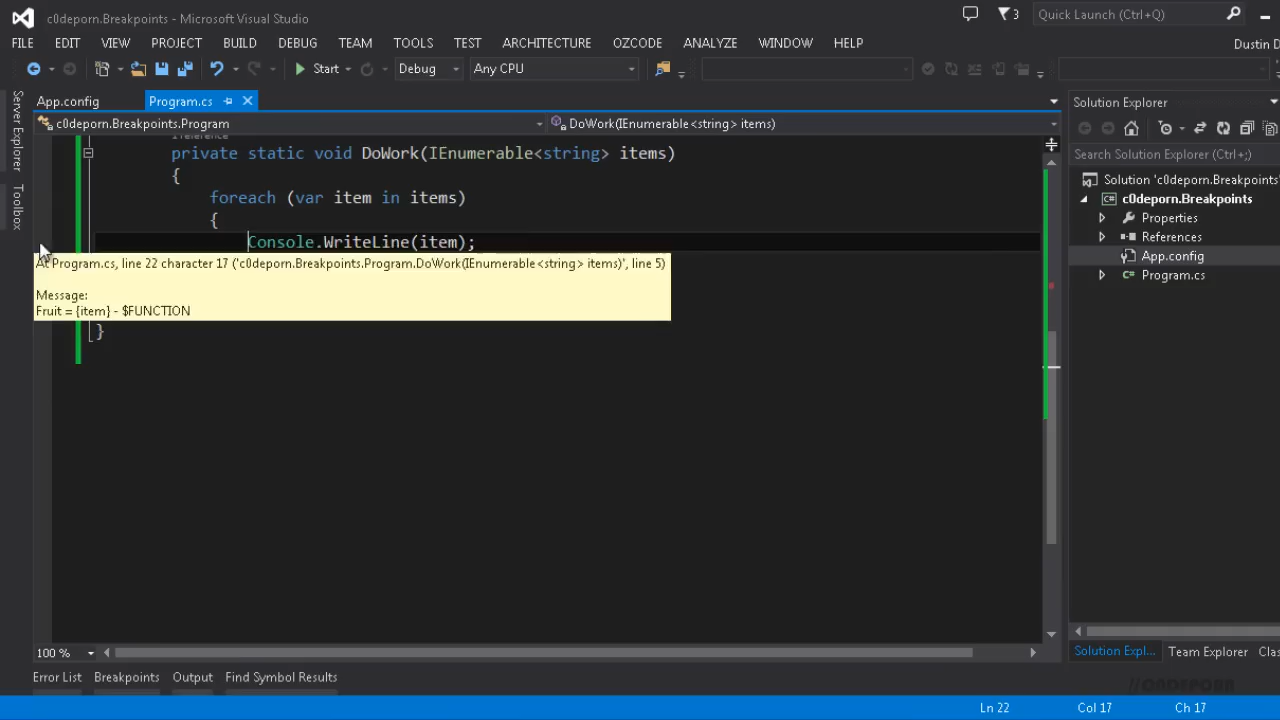 c0deporn.Breakpoints - Microsoft Visual Studio
3
Quick Launch (Ctrl+Q)
FILE EDIT VIEW PROJECT BUILD DEBUG TEAM TOOLS TEST ARCHITECTURE OZCODE ANALYZE WINDOW HELP
Dustin D
Start Debug Any CPU
Server Explorer
Toolbox
App.config Program.cs
c0deporn.Breakpoints.Program DoWork(IEnumerable<string> items)
1 reference
private static void DoWork(IEnumerable<string> items)
{
foreach (var item in items)
{
Console.WriteLine(item);
At Program.cs, line 22 character 17 ('c0deporn.Breakpoints.Program.DoWork(IEnumerable<string> items)', line 5)
Message:
Fruit = {item} - $FUNCTION
}
100 %
Solution Explorer
Search Solution Explorer (Ctrl+;)
Solution 'c0deporn.Breakpoints'
c0deporn.Breakpoints
Properties
References
App.config
C# Program.cs
Solution Expl... Team Explorer Clas
Error List Breakpoints Output Find Symbol Results
//C0DEPORN
Ln 22 Col 17 Ch 17